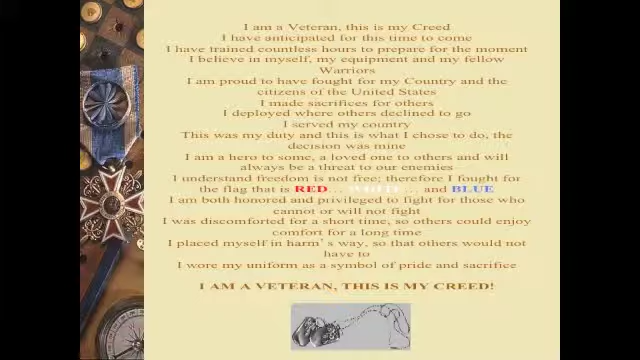 I am a Veteran, this is my Creed
I have anticipated for this time to come
I have trained countless hours to prepare for the moment
I believe in myself, my equipment and my fellow
Warriors
I am proud to have fought for my Country and the
citizens of the United States
I made sacrifices for others
I deployed where others declined to go
I served my country
This was my duty and this is what I chose to do, the
decision was mine
I am a hero to some, a loved one to others and will
always be a threat to our enemies
I understand freedom is not free; therefore I fought for
the flag that is RED... WHITE... and BLUE
I am both honored and privileged to fight for those who
cannot or will not fight
I was discomforted for a short time, so others could enjoy
comfort for a long time
I placed myself in harm's way, so that others would not
have to
I wore my uniform as a symbol of pride and sacrifice
I AM A VETERAN, THIS IS MY CREED!